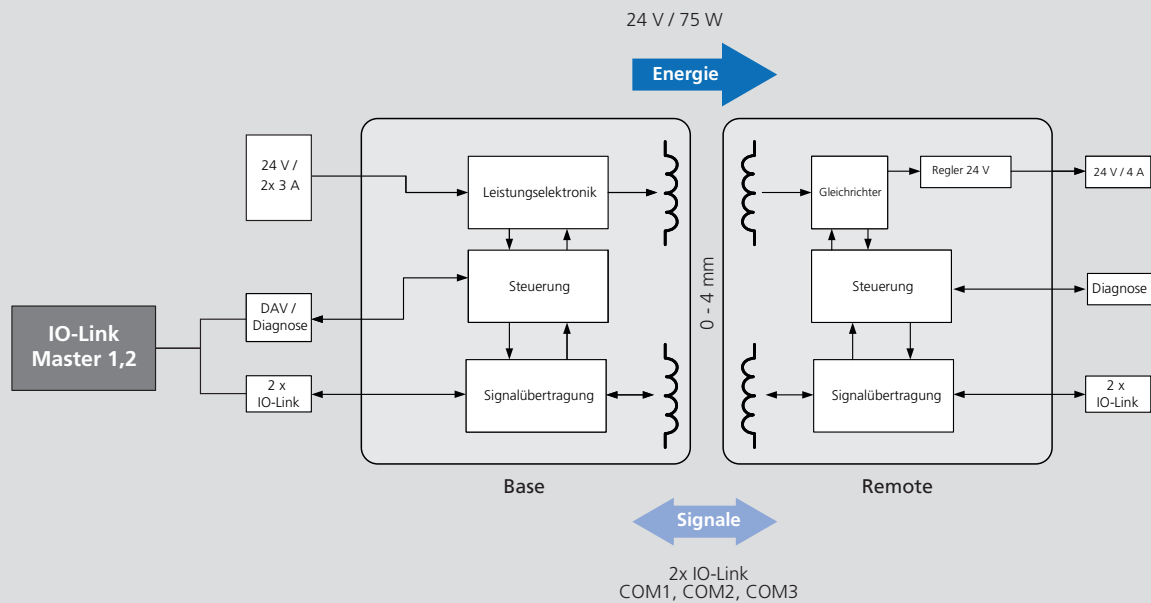 24 V / 75 W
Energie
24 V /
2x 3 A
Leistungselektronik
Gleichrichter
Regler 24 V
24 V / 4 A
IO-Link
Master 1,2
DAV /
Diagnose
Steuerung
0 - 4 mm
Steuerung
Diagnose
2 x
IO-Link
Signalübertragung
Signalübertragung
2 x
IO-Link
Base
Remote
Signale
2x IO-Link
COM1, COM2, COM3